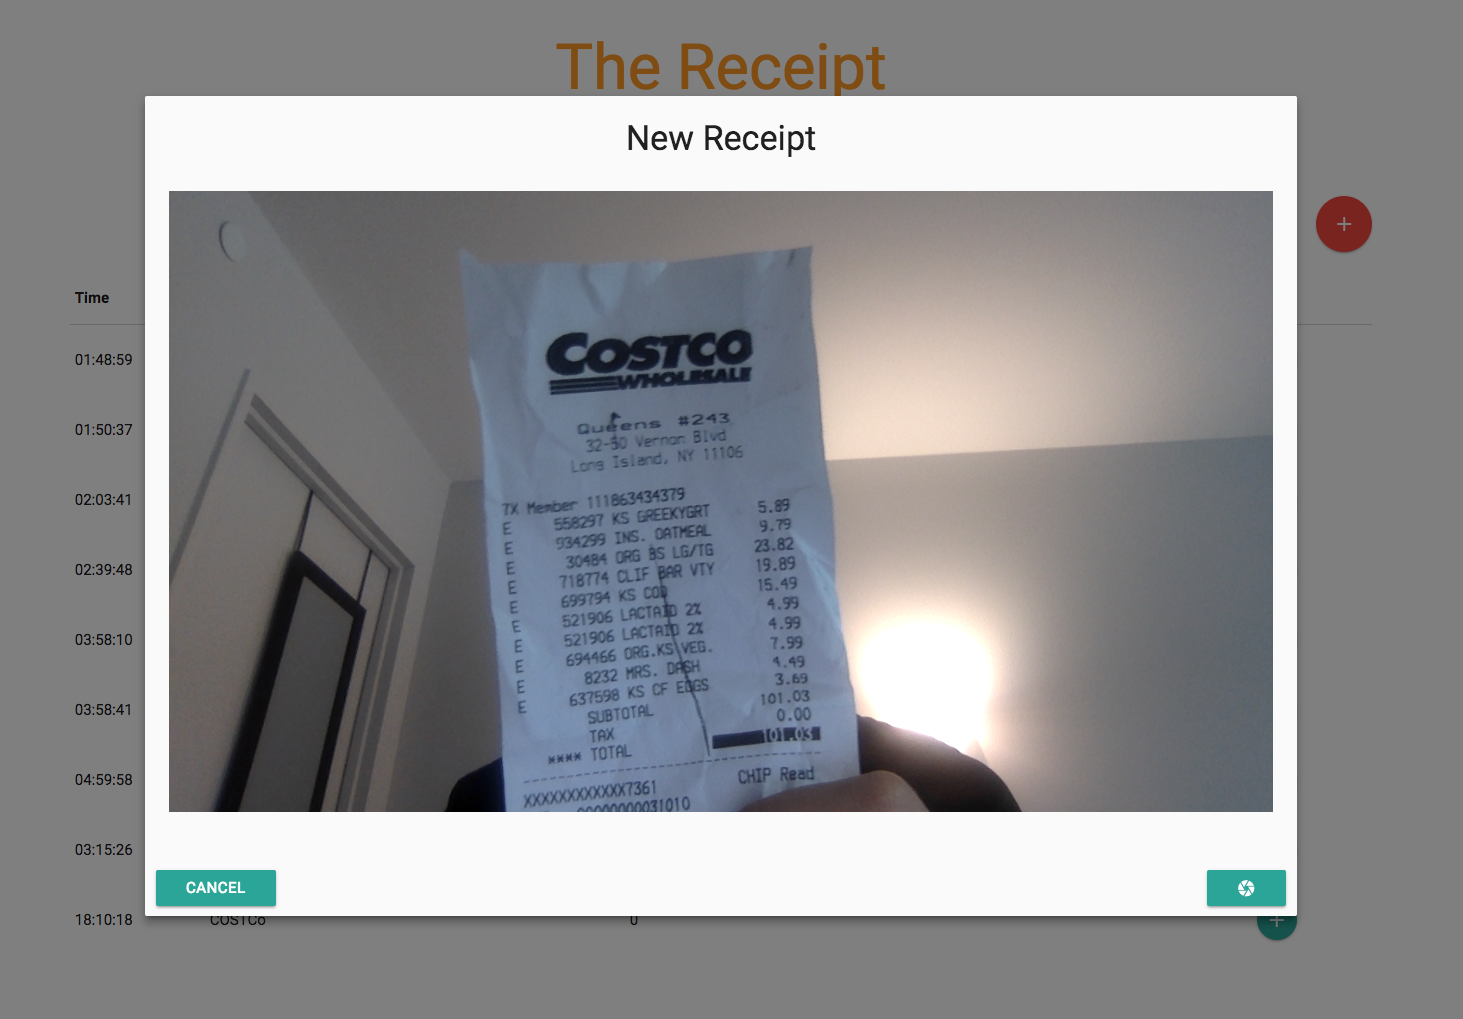 The Receipt
New Receipt
+
Time
01:48:59
01:50:37
02:03:41
02:39:48
03:58:10
03:58:41
04:59:58
03:15:26
18:10:18 COSTCo 0 +
COSTCO
WHOLESALE
Queens #243
32-50 Vernon Blvd
Long Island, NY 11106
7X Member 111863434379
E 558297 KS GREEKYGRT 5.89
E 934299 INS. OATMEAL 9.79
E 30484 ORG BS LG/TG 23.82
E 718774 CLIF BAR VTY 19.89
E 699794 KS COD 15.49
E 521906 LACTAID 2% 4.99
E 521906 LACTAID 2% 4.99
E 694466 ORG.KS VEG. 7.99
E 8232 MRS. DASH 4.49
E 637598 KS CF EGGS 3.69
SUBTOTAL 101.03
TAX 0.00
**** TOTAL 101.03
XXXXXXXXXXXX7361 CHIP Read
CANCEL